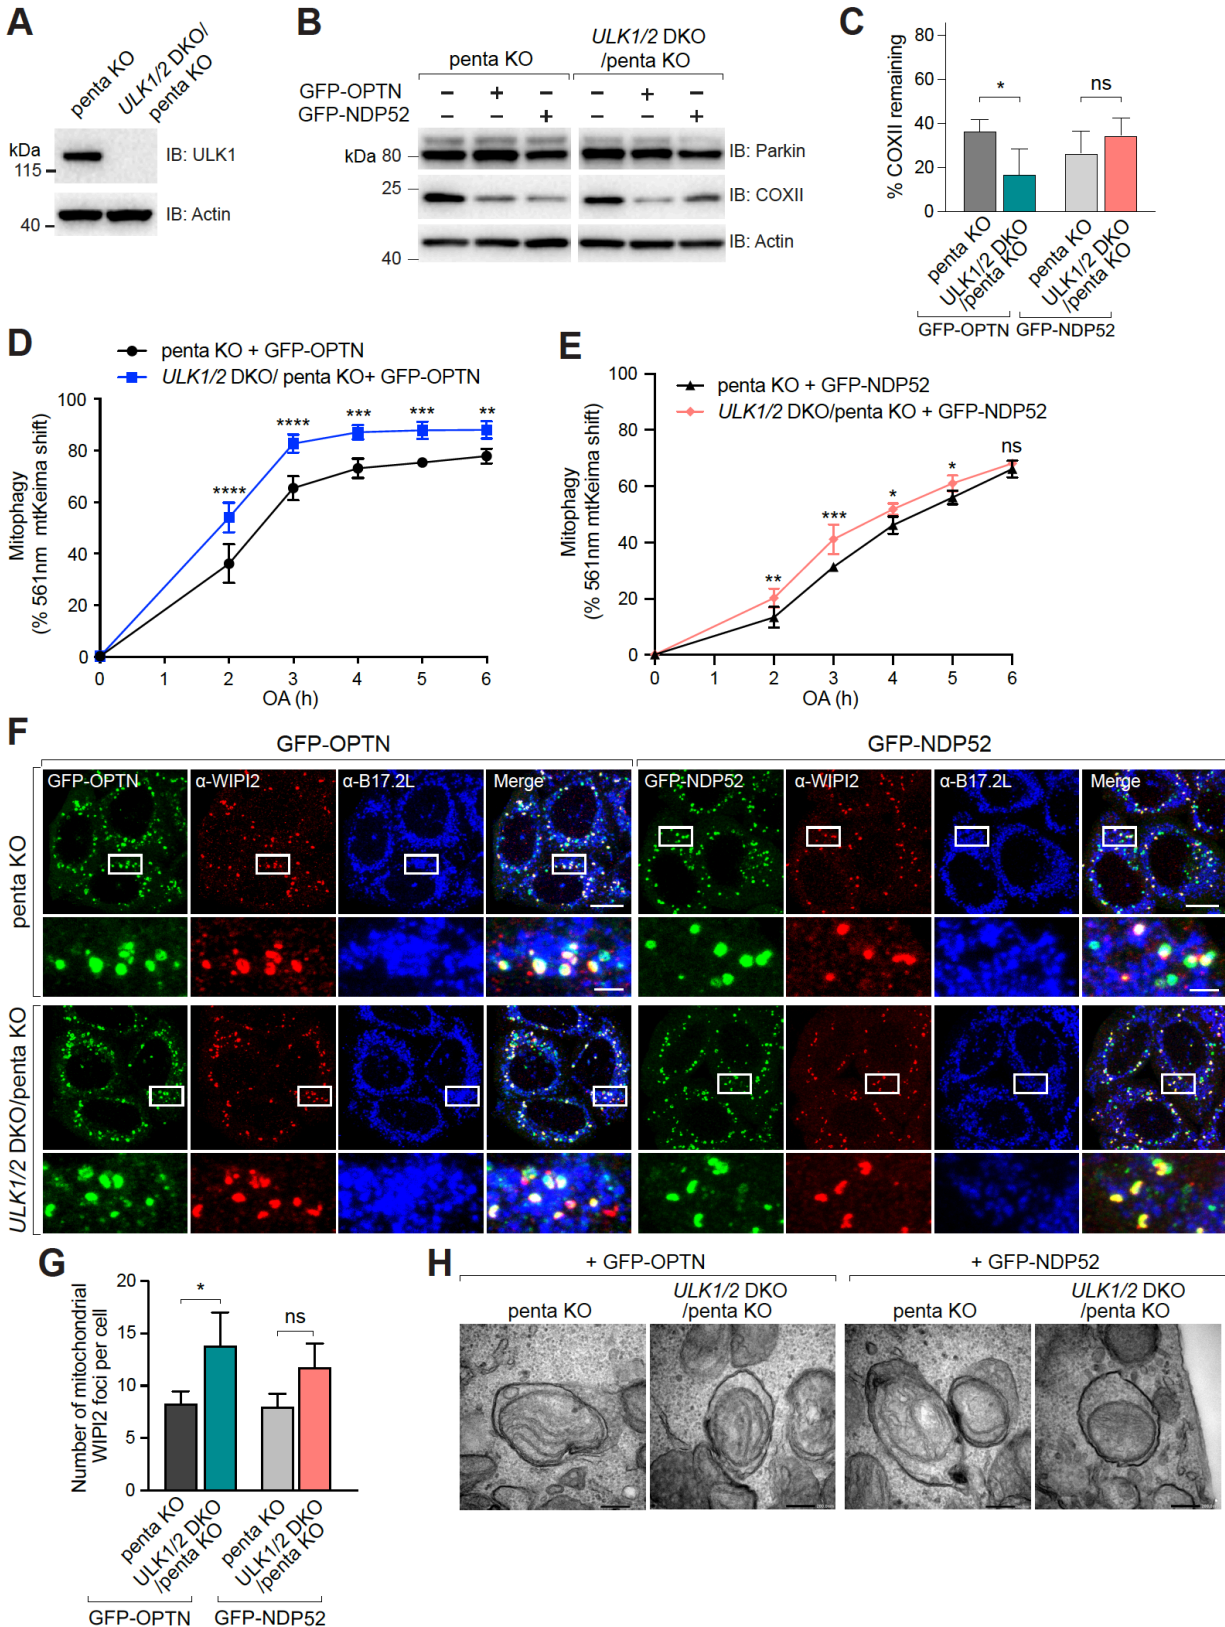 A
penta KO
ULK1/2 DKO/
penta KO
kDa
115
IB: ULK1
40
IB: Actin
B
penta KO
ULK1/2 DKO
/penta KO
GFP-OPTN − + − − + −
GFP-NDP52 − − + − − +
kDa 80
IB: Parkin
25
IB: COXII
IB: Actin
40
C
% COXII remaining
80
60
40
20
0
*
ns
penta KO
ULK1/2 DKO
/penta KO
penta KO
ULK1/2 DKO
/penta KO
GFP-OPTN
GFP-NDP52
D
penta KO + GFP-OPTN
ULK1/2 DKO/ penta KO+ GFP-OPTN
Mitophagy
(% 561nm mtKeima shift)
100
80
60
40
20
0
**** **** *** *** **
0 1 2 3 4 5 6
OA (h)
E
penta KO + GFP-NDP52
ULK1/2 DKO/penta KO + GFP-NDP52
Mitophagy
(% 561nm mtKeima shift)
100
80
60
40
20
0
** *** * * ns
0 1 2 3 4 5 6
OA (h)
F
GFP-OPTN
GFP-NDP52
GFP-OPTN α-WIPI2 α-B17.2L Merge GFP-NDP52 α-WIPI2 α-B17.2L Merge
penta KO
ULK1/2 DKO/penta KO
G
Number of mitochondrial
WIPI2 foci per cell
20
15
10
5
0
*
ns
penta KO
ULK1/2 DKO
/penta KO
penta KO
ULK1/2 DKO
/penta KO
GFP-OPTN
GFP-NDP52
H
+ GFP-OPTN
+ GFP-NDP52
penta KO
ULK1/2 DKO
/penta KO
penta KO
ULK1/2 DKO
/penta KO